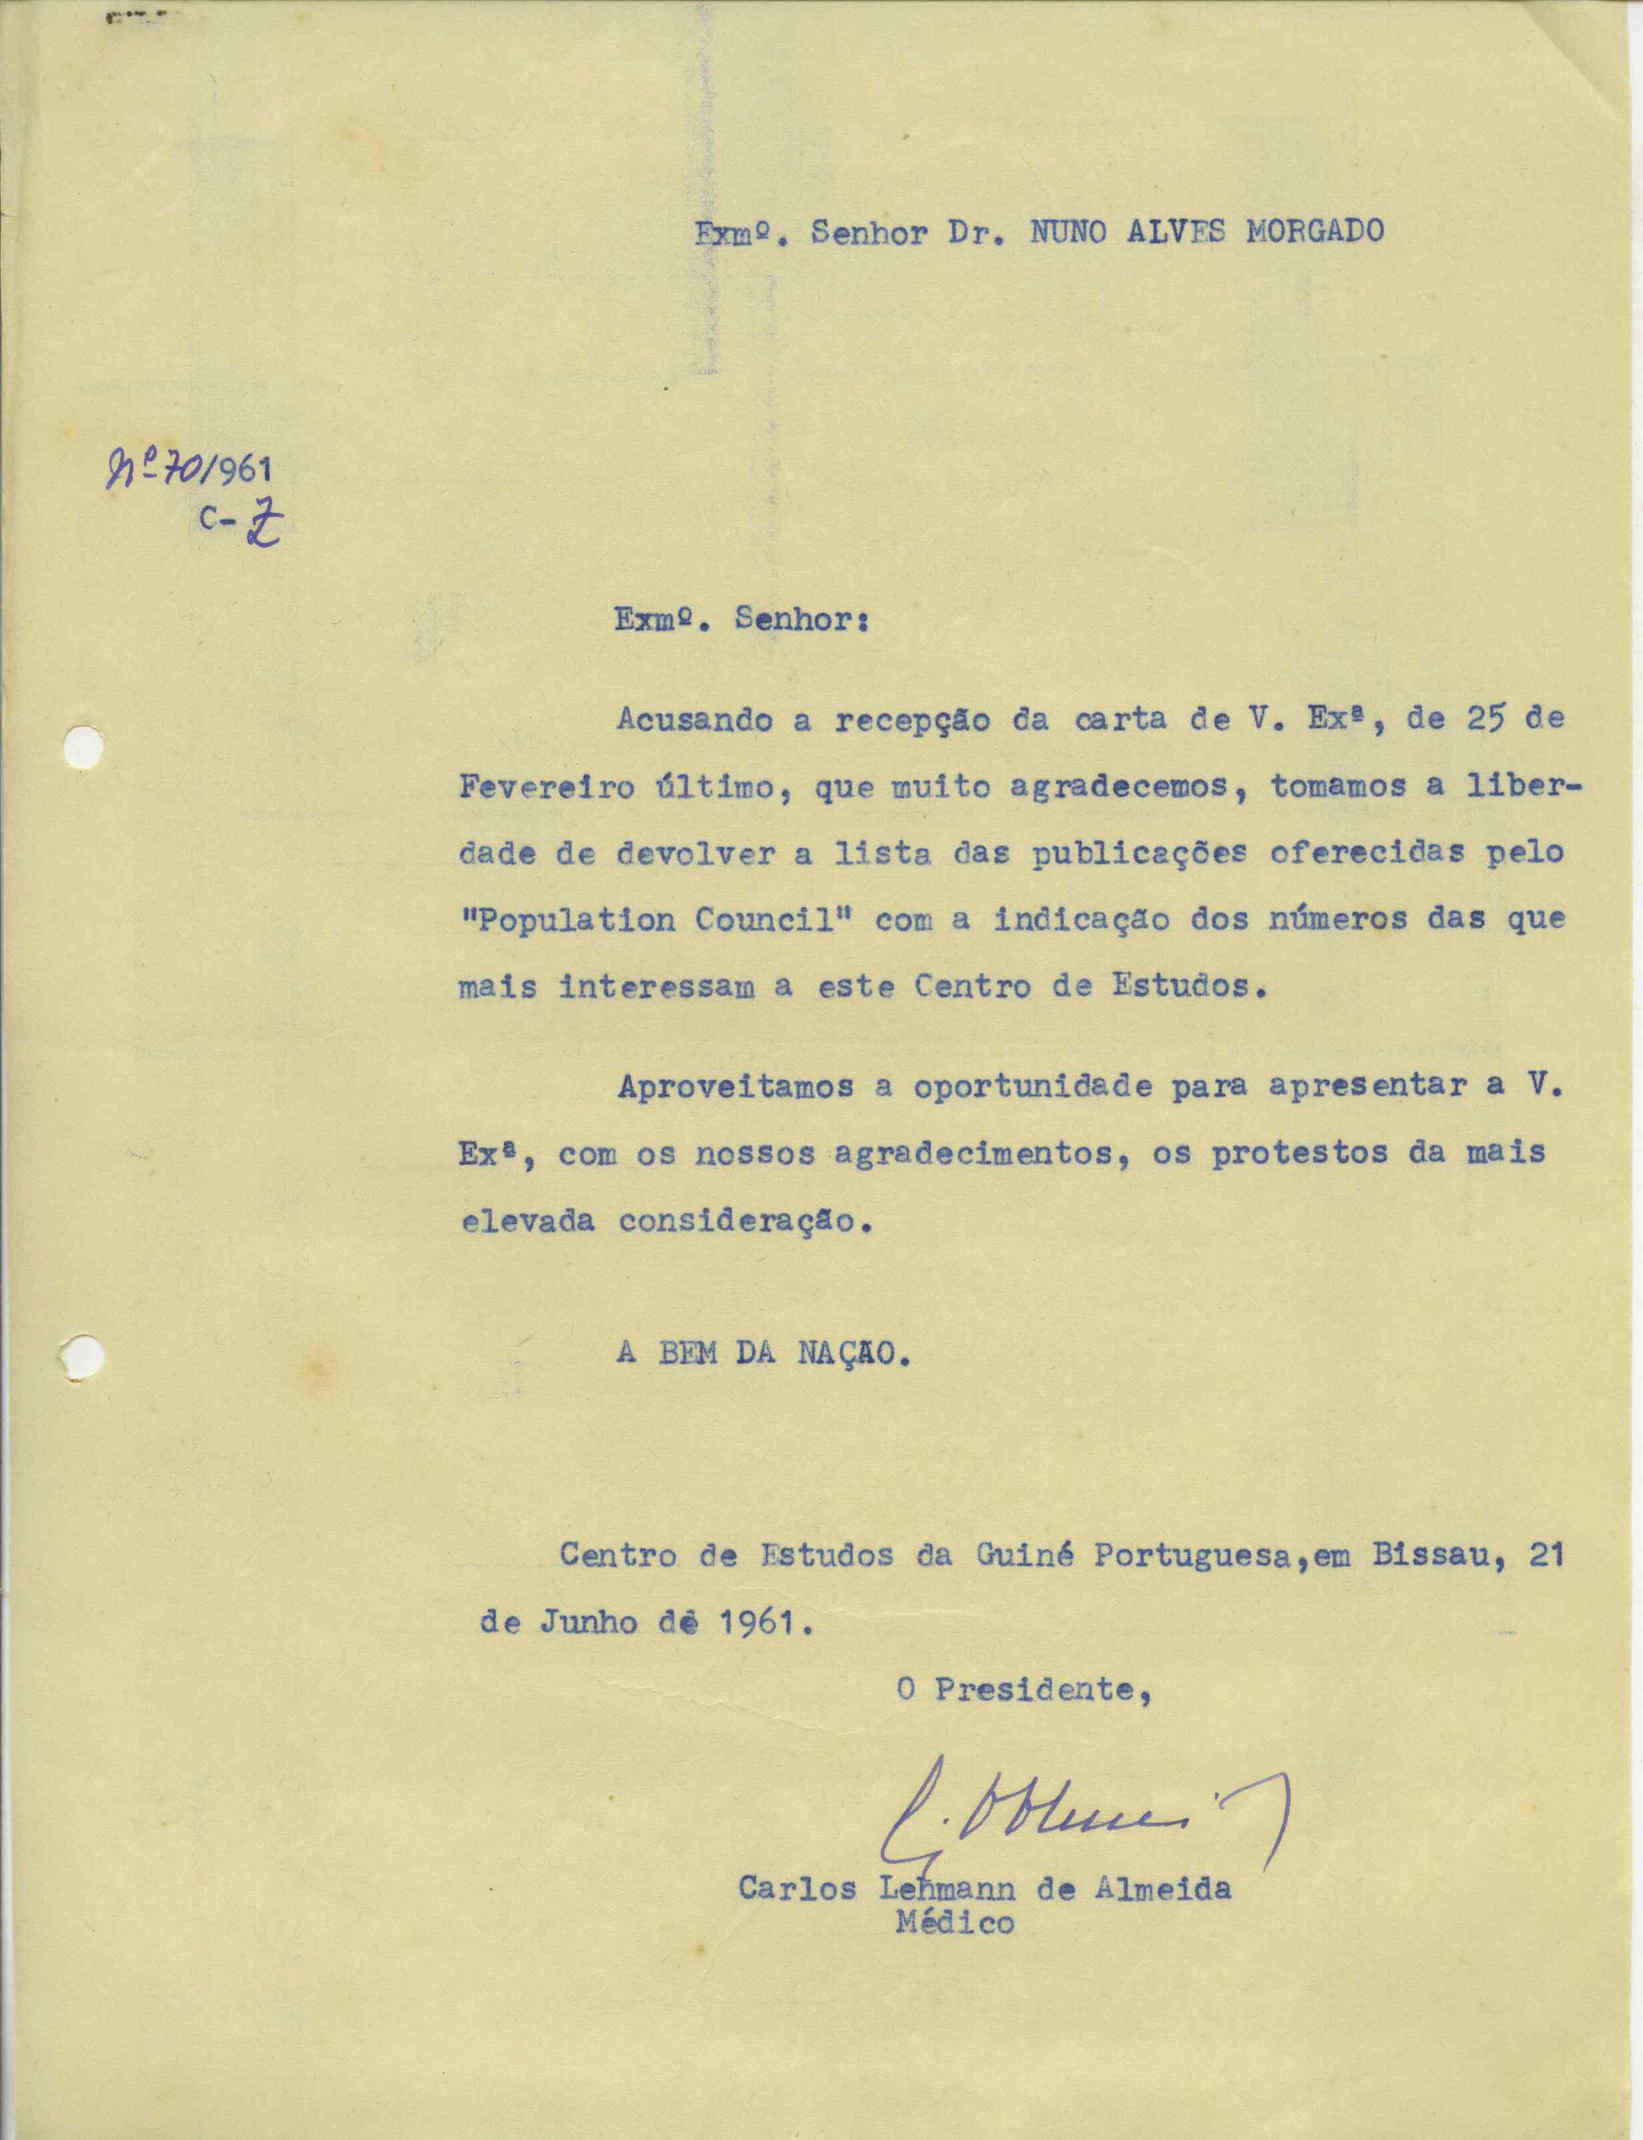 Exmº. Senhor Dr. NUNO ALVES MORGADO
Nº 70/961
C-Z
Exmº. Senhor:
Acusando a recepção da carta de V. Exª, de 25 de
Fevereiro último, que muito agradecemos, tomamos a liber-
dade de devolver a lista das publicações oferecidas pelo
"Population Council" com a indicação dos números das que
mais interessam a este Centro de Estudos.
Aproveitamos a oportunidade para apresentar a V.
Exª, com os nossos agradecimentos, os protestos da mais
elevada consideração.
A BEM DA NAÇÃO.
Centro de Estudos da Guiné Portuguesa,em Bissau, 21
de Junho de 1961.
O Presidente,
C. Almeida
Carlos Lehmann de Almeida
Médico